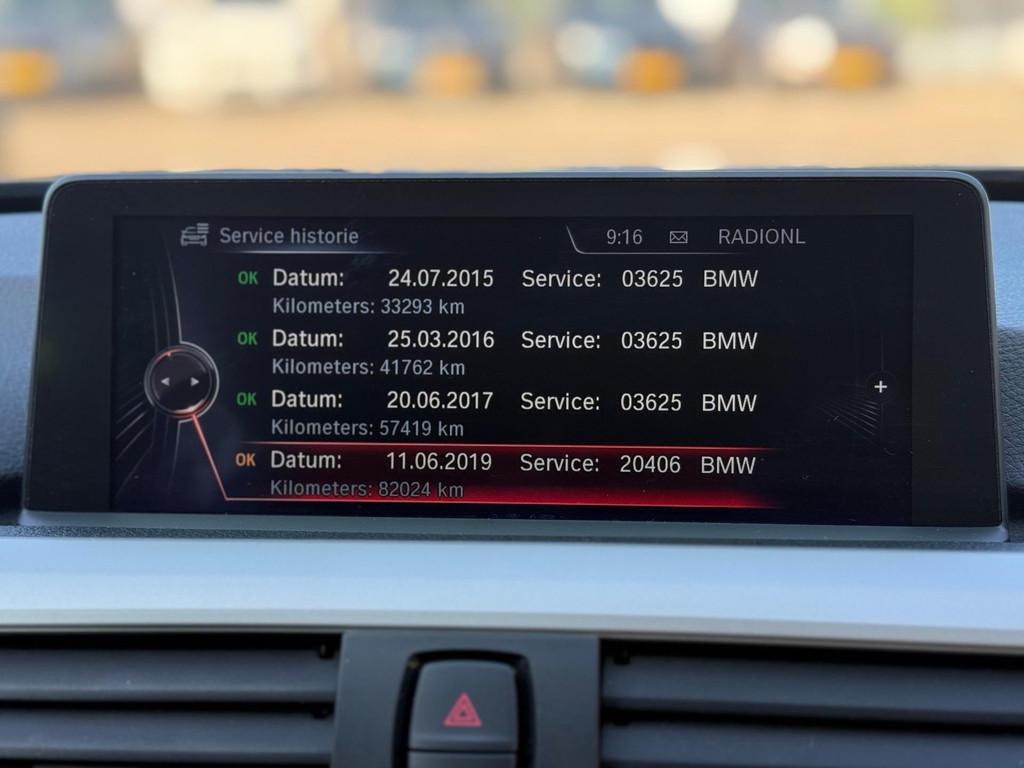 Service historie
9:16 RADIONL
OK Datum: 24.07.2015 Service: 03625 BMW
Kilometers: 33293 km
OK Datum: 25.03.2016 Service: 03625 BMW
Kilometers: 41762 km
OK Datum: 20.06.2017 Service: 03625 BMW
Kilometers: 57419 km
OK Datum: 11.06.2019 Service: 20406 BMW
Kilometers: 82024 km